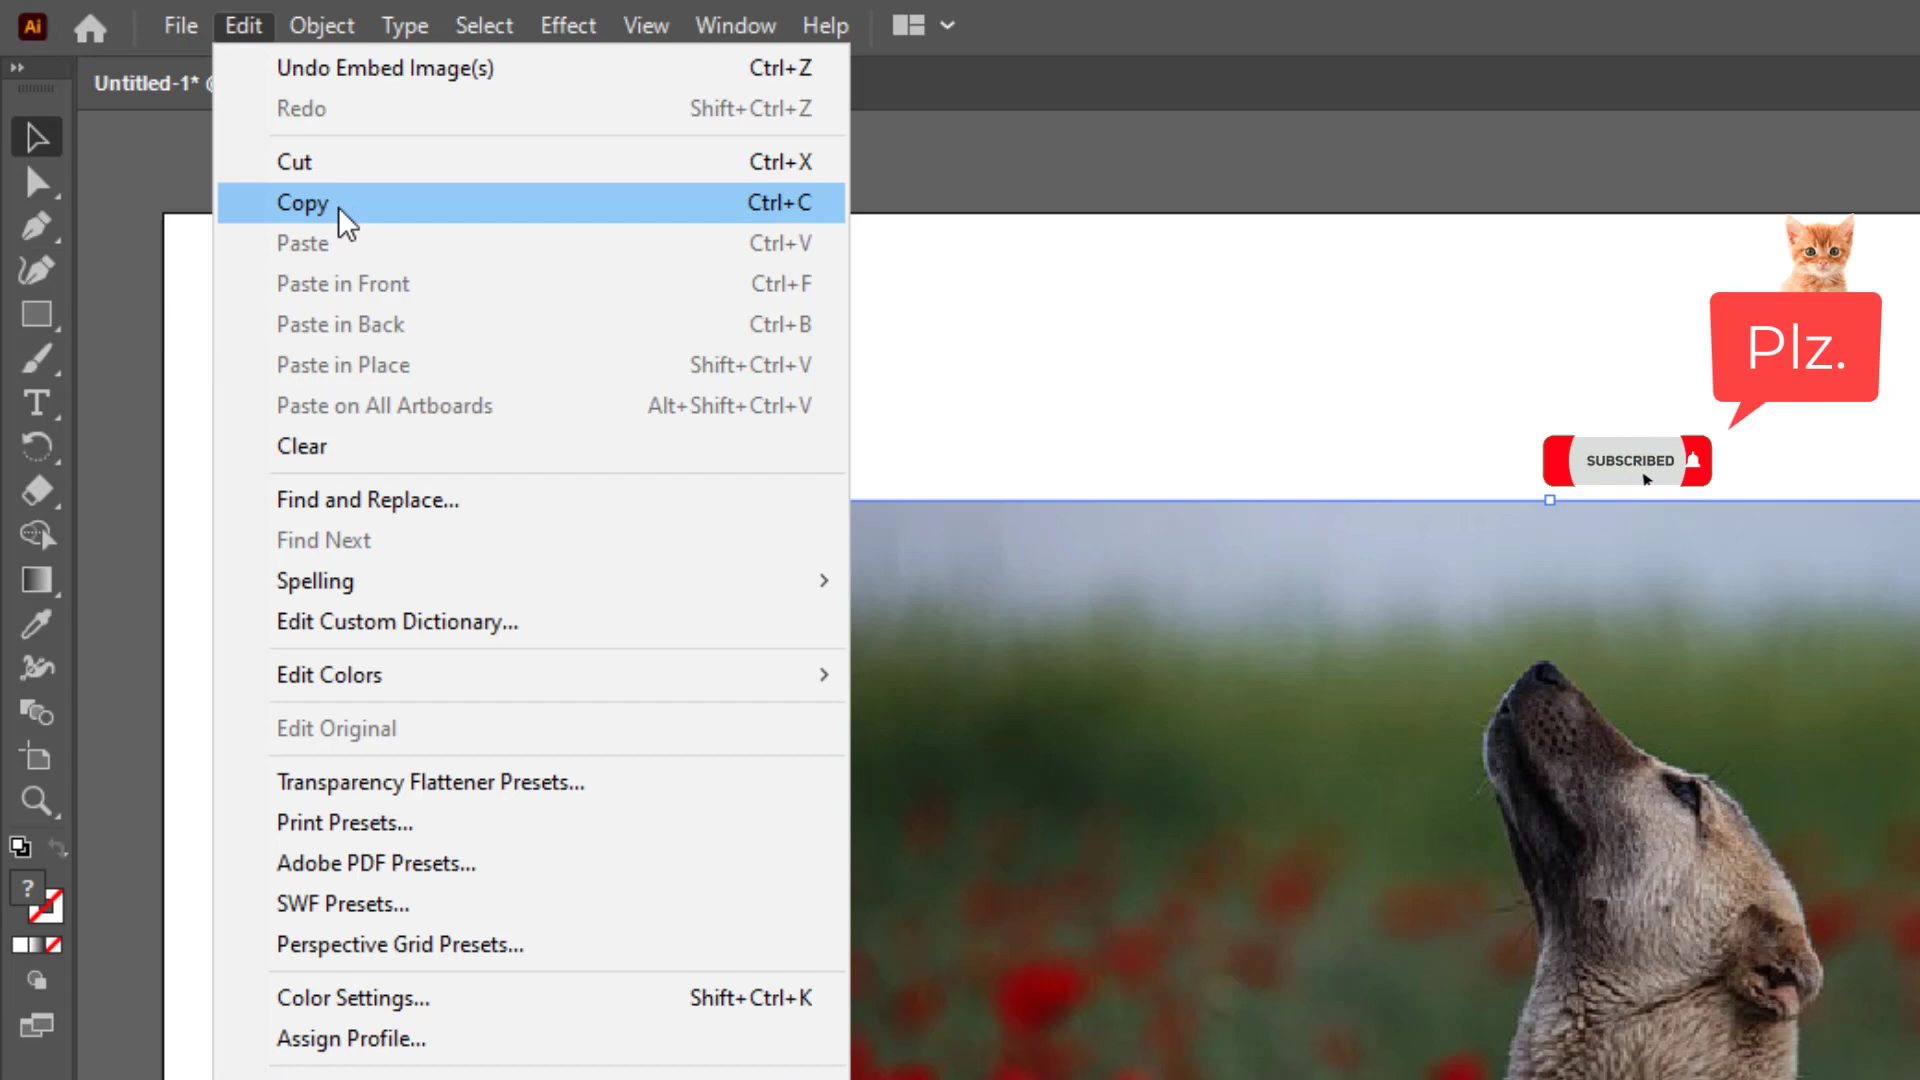 Ai File Edit Object Type Select Effect View Window Help
Untitled-1*
Undo Embed Image(s) Ctrl+Z
Redo Shift+Ctrl+Z
Cut Ctrl+X
Copy Ctrl+C
Paste Ctrl+V
Paste in Front Ctrl+F
Paste in Back Ctrl+B
Paste in Place Shift+Ctrl+V
Paste on All Artboards Alt+Shift+Ctrl+V
Clear
Find and Replace...
Find Next
Spelling
Edit Custom Dictionary...
Edit Colors
Edit Original
Transparency Flattener Presets...
Print Presets...
Adobe PDF Presets...
SWF Presets...
Perspective Grid Presets...
Color Settings... Shift+Ctrl+K
Assign Profile...
?
Plz.
SUBSCRIBED